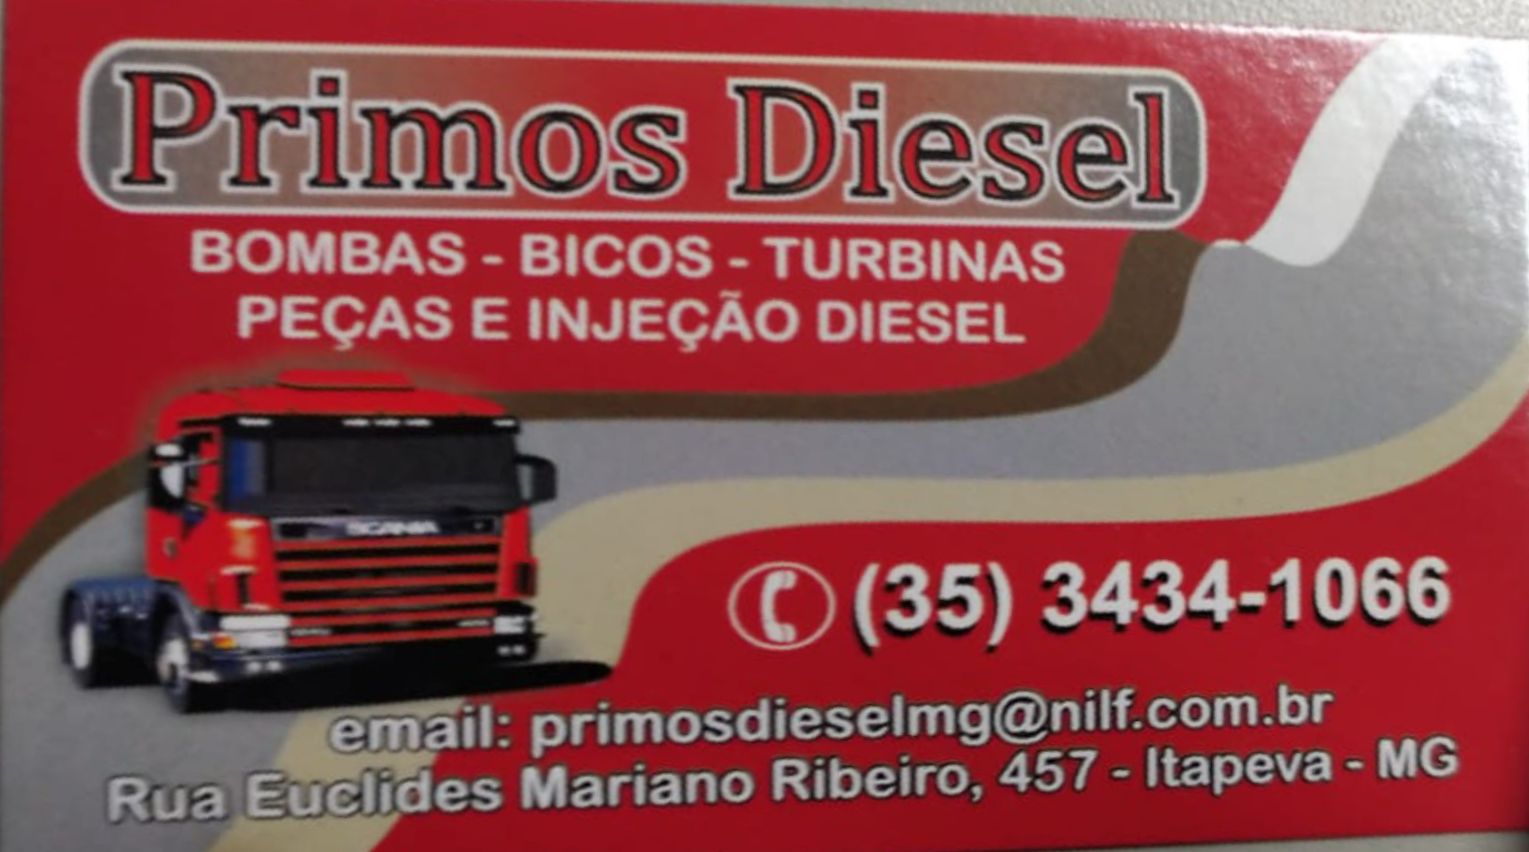 Primos Diesel
BOMBAS - BICOS - TURBINAS
PEÇAS E INJEÇÃO DIESEL
SCANIA
(35) 3434-1066
email: primosdieselmg@nilf.com.br
Rua Euclides Mariano Ribeiro, 457 - Itapeva - MG